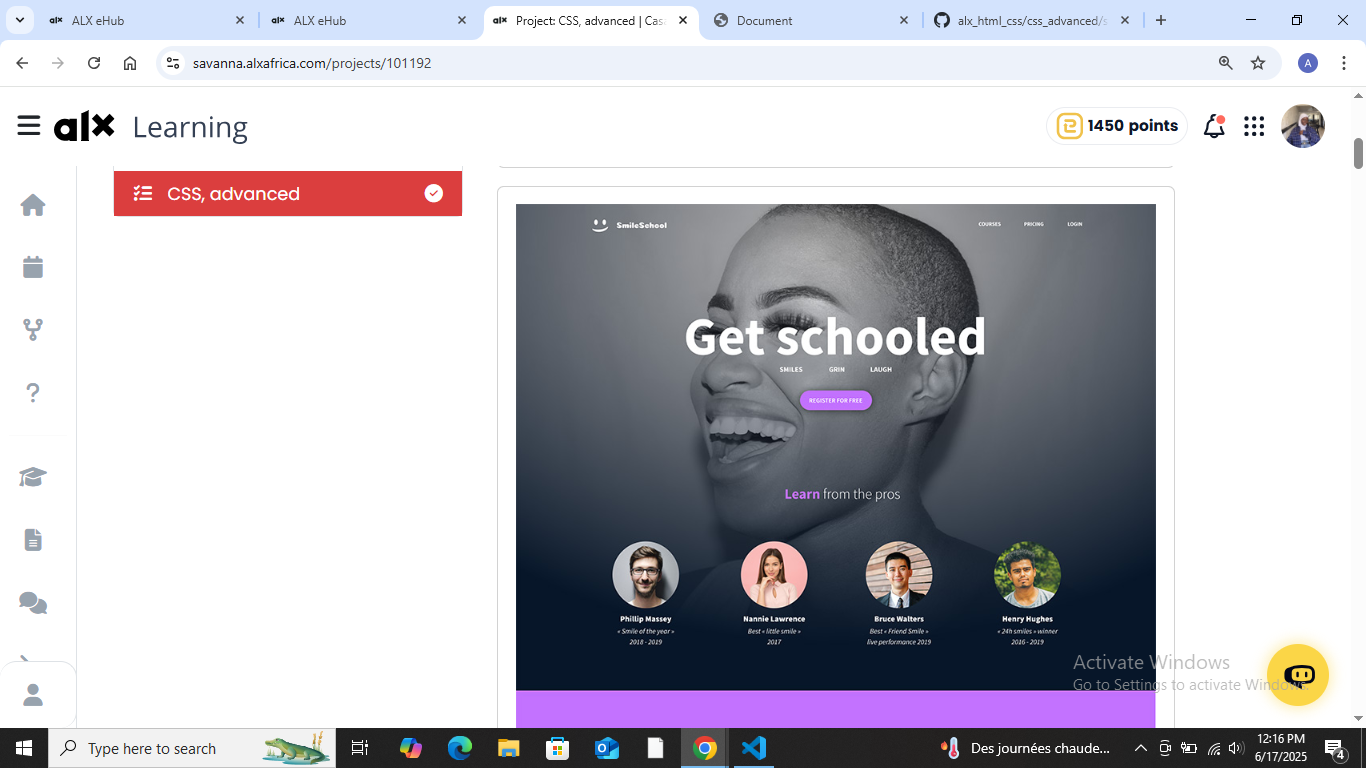 ALX eHub
ALX eHub
Project: CSS, advanced | Cas
Document
alx_html_css/css_advanced/s
savanna.alxafrica.com/projects/101192
A
alx Learning
1450 points
CSS, advanced
SmileSchool
COURSES PRICING LOGIN
Get schooled
SMILES GRIN LAUGH
REGISTER FOR FREE
Learn from the pros
Phillip Massey Nannie Lawrence Bruce Walters Henry Hughes
« Smile of the year » Best « little smile » Best « Friend Smile » « 24h smiles » winner
2018 - 2019 2017 live performance 2019 2016 - 2019
Activate Windows
Go to Settings to activate Windows.
Type here to search
Des journées chaude...
12:16 PM
6/17/2025
4